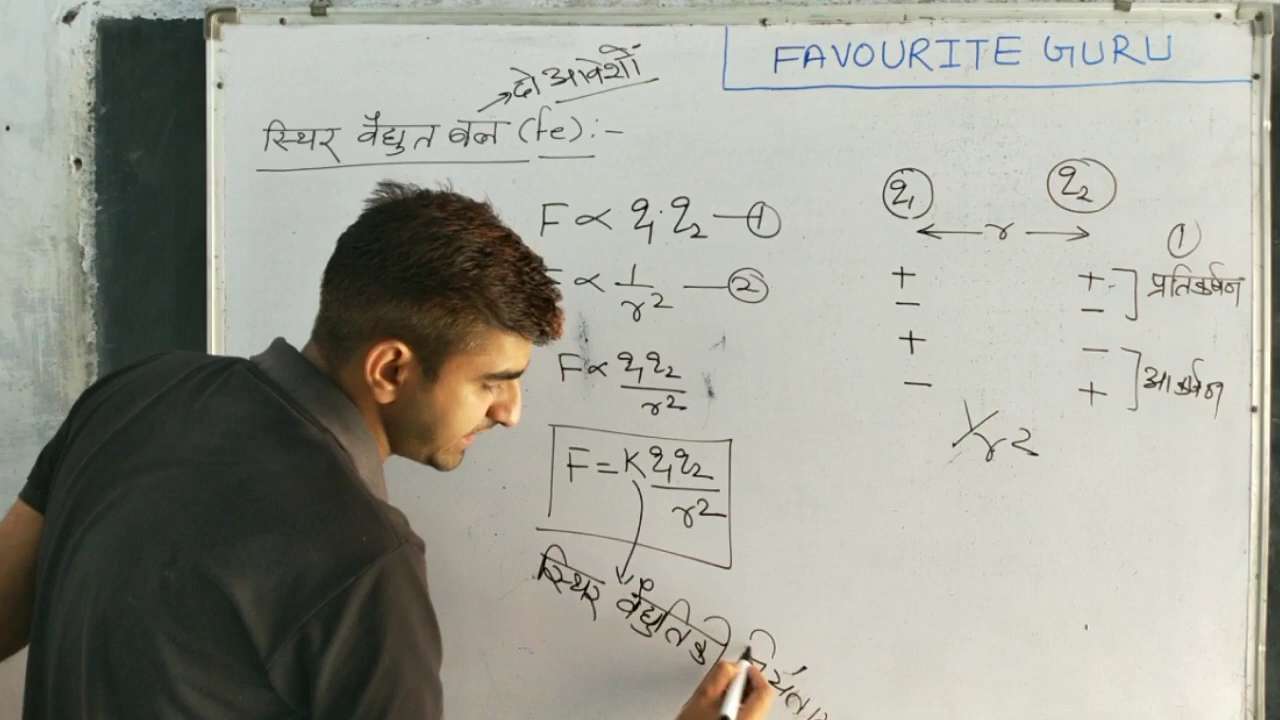 FAVOURITE GURU
→ दो आवेशों
स्थिर वैद्युत बल (fe) :-
F ∝ q₁.q₂ — ①
∝ 1/r² — ②
F ∝ q₁q₂/r²
F = K q₁q₂/r²
स्थिर वैद्युतिकी
q₁ q₂
← r →
①
+ +
- - प्रतिकर्षण
+ -
- + आकर्षण
1/r²